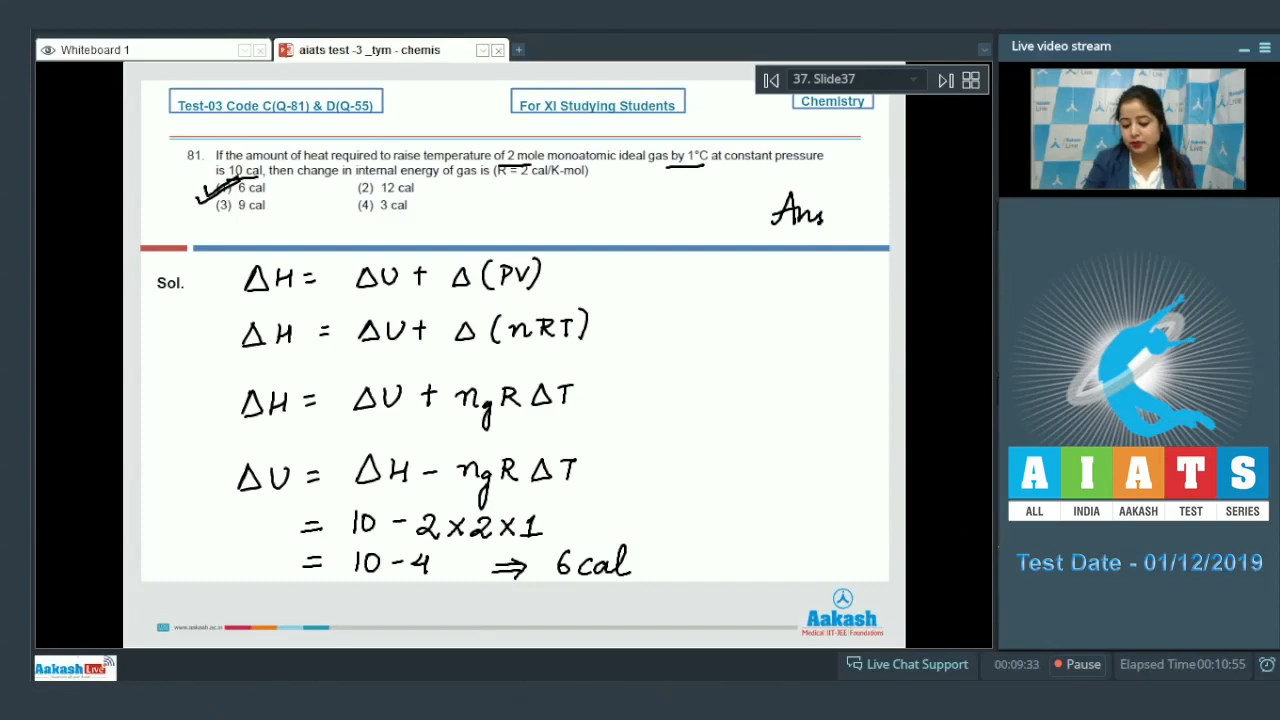 Whiteboard 1
aiats test -3 _tym - chemis
Live video stream
37. Slide37
Test-03 Code C(Q-81) & D(Q-55)
For XI Studying Students
Chemistry
81. If the amount of heat required to raise temperature of 2 mole monoatomic ideal gas by 1°C at constant pressure
is 10 cal, then change in internal energy of gas is (R = 2 cal/K-mol)
(1) 6 cal (2) 12 cal
(3) 9 cal (4) 3 cal
Ans
Sol.
ΔH = ΔU + Δ(PV)
ΔH = ΔU + Δ(nRT)
ΔH = ΔU + ngRΔT
ΔU = ΔH - ngRΔT
= 10 - 2×2×1
= 10 - 4 ⇒ 6 cal
www.aakash.ac.in
Aakash
Medical|IIT-JEE|Foundations
A I A T S
ALL INDIA AAKASH TEST SERIES
Test Date - 01/12/2019
Aakash Live
Live Chat Support
00:09:33
Pause
Elapsed Time 00:10:55